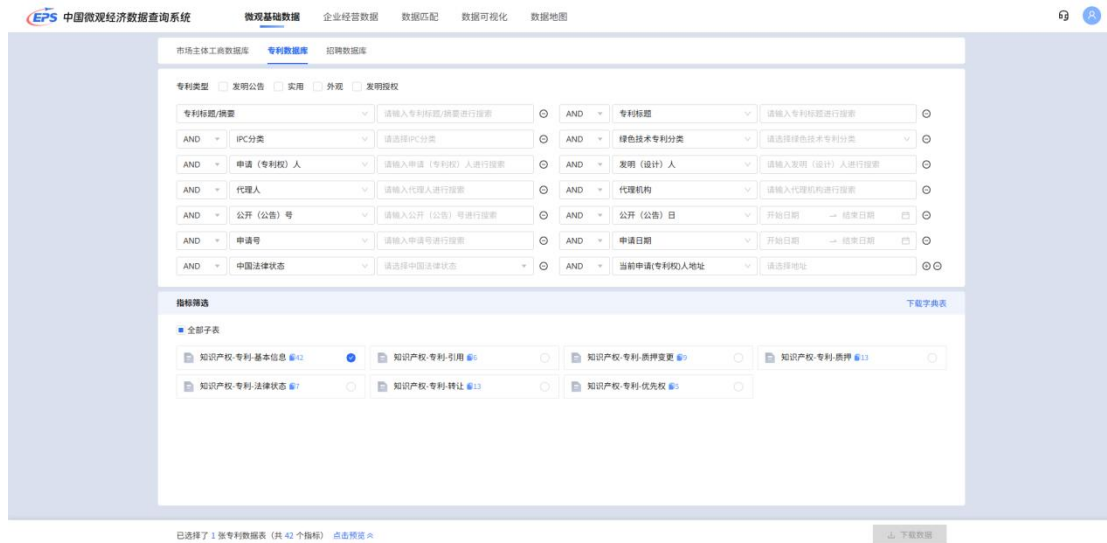 EPS 中国微观经济数据查询系统 微观基础数据 企业经营数据 数据匹配 数据可视化 数据地图
市场主体工商数据库 专利数据库 招聘数据库
专利类型 发明公告 实用 外观 发明授权
专利标题/摘要 请输入专利标题/摘要进行搜索 AND 专利标题 请输入专利标题进行搜索
AND IPC分类 请选择IPC分类 AND 绿色技术专利分类 请选择绿色技术专利分类
AND 申请（专利权）人 请输入申请（专利权）人进行搜索 AND 发明（设计）人 请输入发明（设计）人进行搜索
AND 代理人 请输入代理人进行搜索 AND 代理机构 请输入代理机构进行搜索
AND 公开（公告）号 请输入公开（公告）号进行搜索 AND 公开（公告）日 开始日期 → 结束日期
AND 申请号 请输入申请号进行搜索 AND 申请日期 开始日期 → 结束日期
AND 中国法律状态 请选择中国法律状态 AND 当前申请(专利权)人地址 请选择地址
指标筛选 下载字典表
全部子表
知识产权-专利-基本信息 42 知识产权-专利-引用 6 知识产权-专利-质押变更 9 知识产权-专利-质押 13
知识产权-专利-法律状态 7 知识产权-专利-转让 13 知识产权-专利-优先权 5
已选择了 1 张专利数据表（共 42 个指标） 点击预览 下载数据